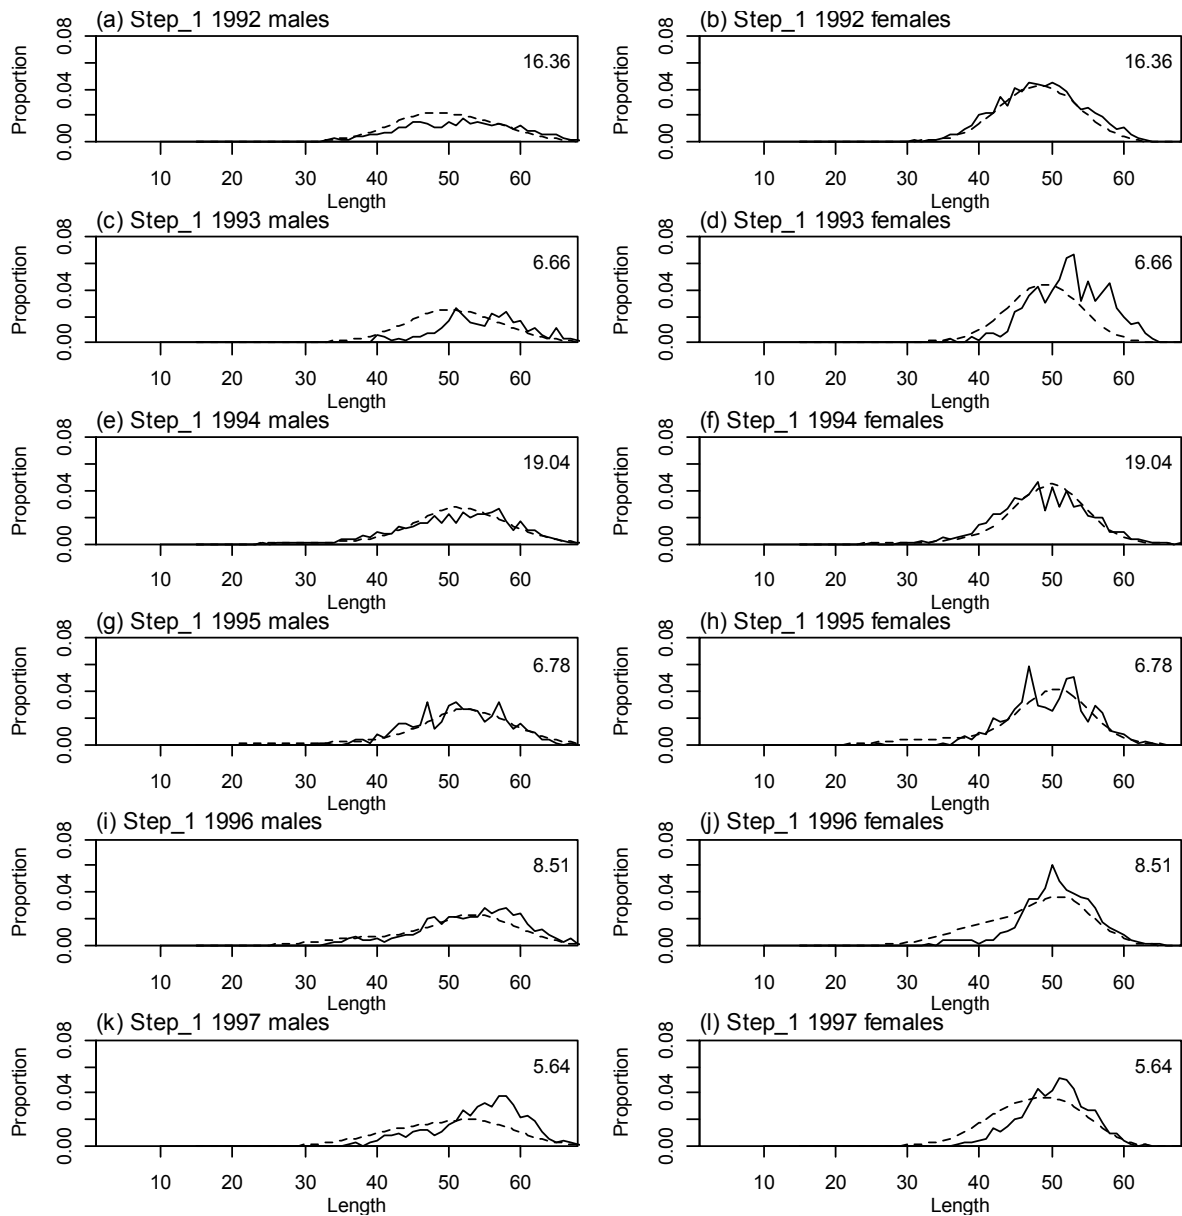 (a) Step_1 1992 males
Proportion
0.00 0.04 0.08
16.36
10 20 30 40 50 60
Length
(b) Step_1 1992 females
Proportion
0.00 0.04 0.08
16.36
10 20 30 40 50 60
Length
(c) Step_1 1993 males
Proportion
0.00 0.04 0.08
6.66
10 20 30 40 50 60
Length
(d) Step_1 1993 females
Proportion
0.00 0.04 0.08
6.66
10 20 30 40 50 60
Length
(e) Step_1 1994 males
Proportion
0.00 0.04 0.08
19.04
10 20 30 40 50 60
Length
(f) Step_1 1994 females
Proportion
0.00 0.04 0.08
19.04
10 20 30 40 50 60
Length
(g) Step_1 1995 males
Proportion
0.00 0.04 0.08
6.78
10 20 30 40 50 60
Length
(h) Step_1 1995 females
Proportion
0.00 0.04 0.08
6.78
10 20 30 40 50 60
Length
(i) Step_1 1996 males
Proportion
0.00 0.04 0.08
8.51
10 20 30 40 50 60
Length
(j) Step_1 1996 females
Proportion
0.00 0.04 0.08
8.51
10 20 30 40 50 60
Length
(k) Step_1 1997 males
Proportion
0.00 0.04 0.08
5.64
10 20 30 40 50 60
Length
(l) Step_1 1997 females
Proportion
0.00 0.04 0.08
5.64
10 20 30 40 50 60
Length